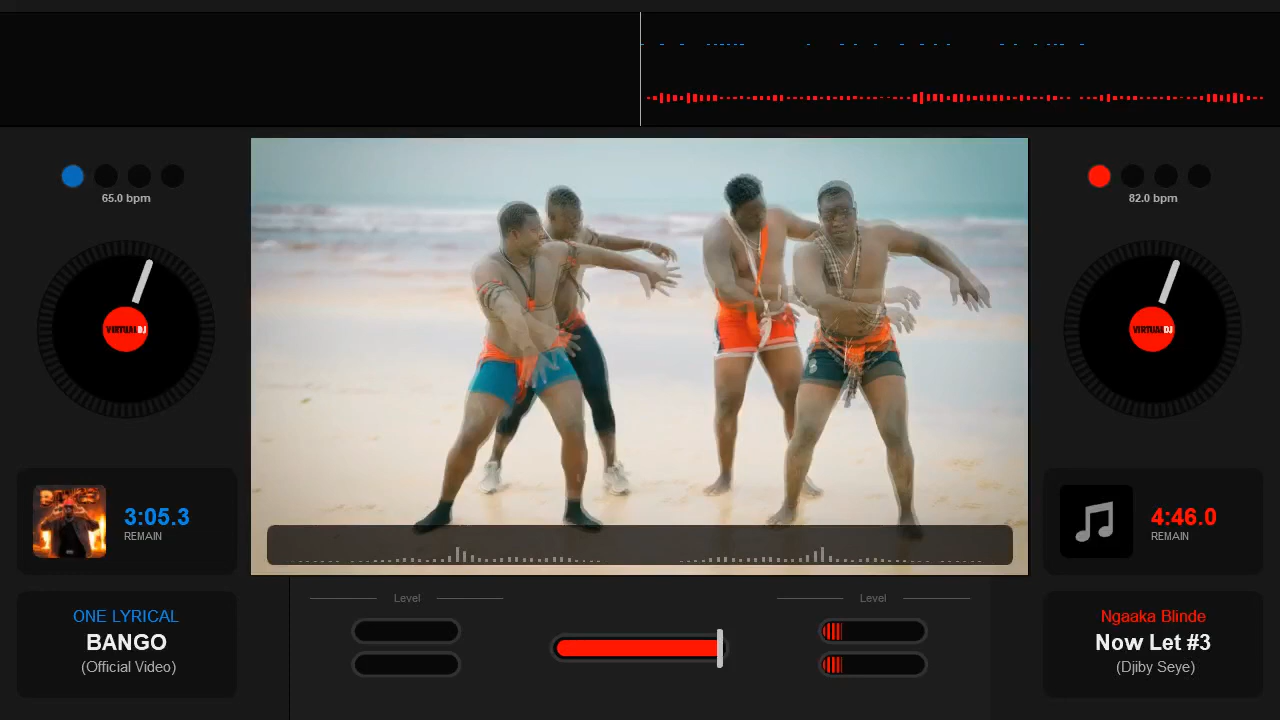 65.0 bpm
82.0 bpm
VIRTUALDJ
VIRTUALDJ
3:05.3
REMAIN
4:46.0
REMAIN
Level
Level
ONE LYRICAL
BANGO
(Official Video)
Ngaaka Blinde
Now Let #3
(Djiby Seye)